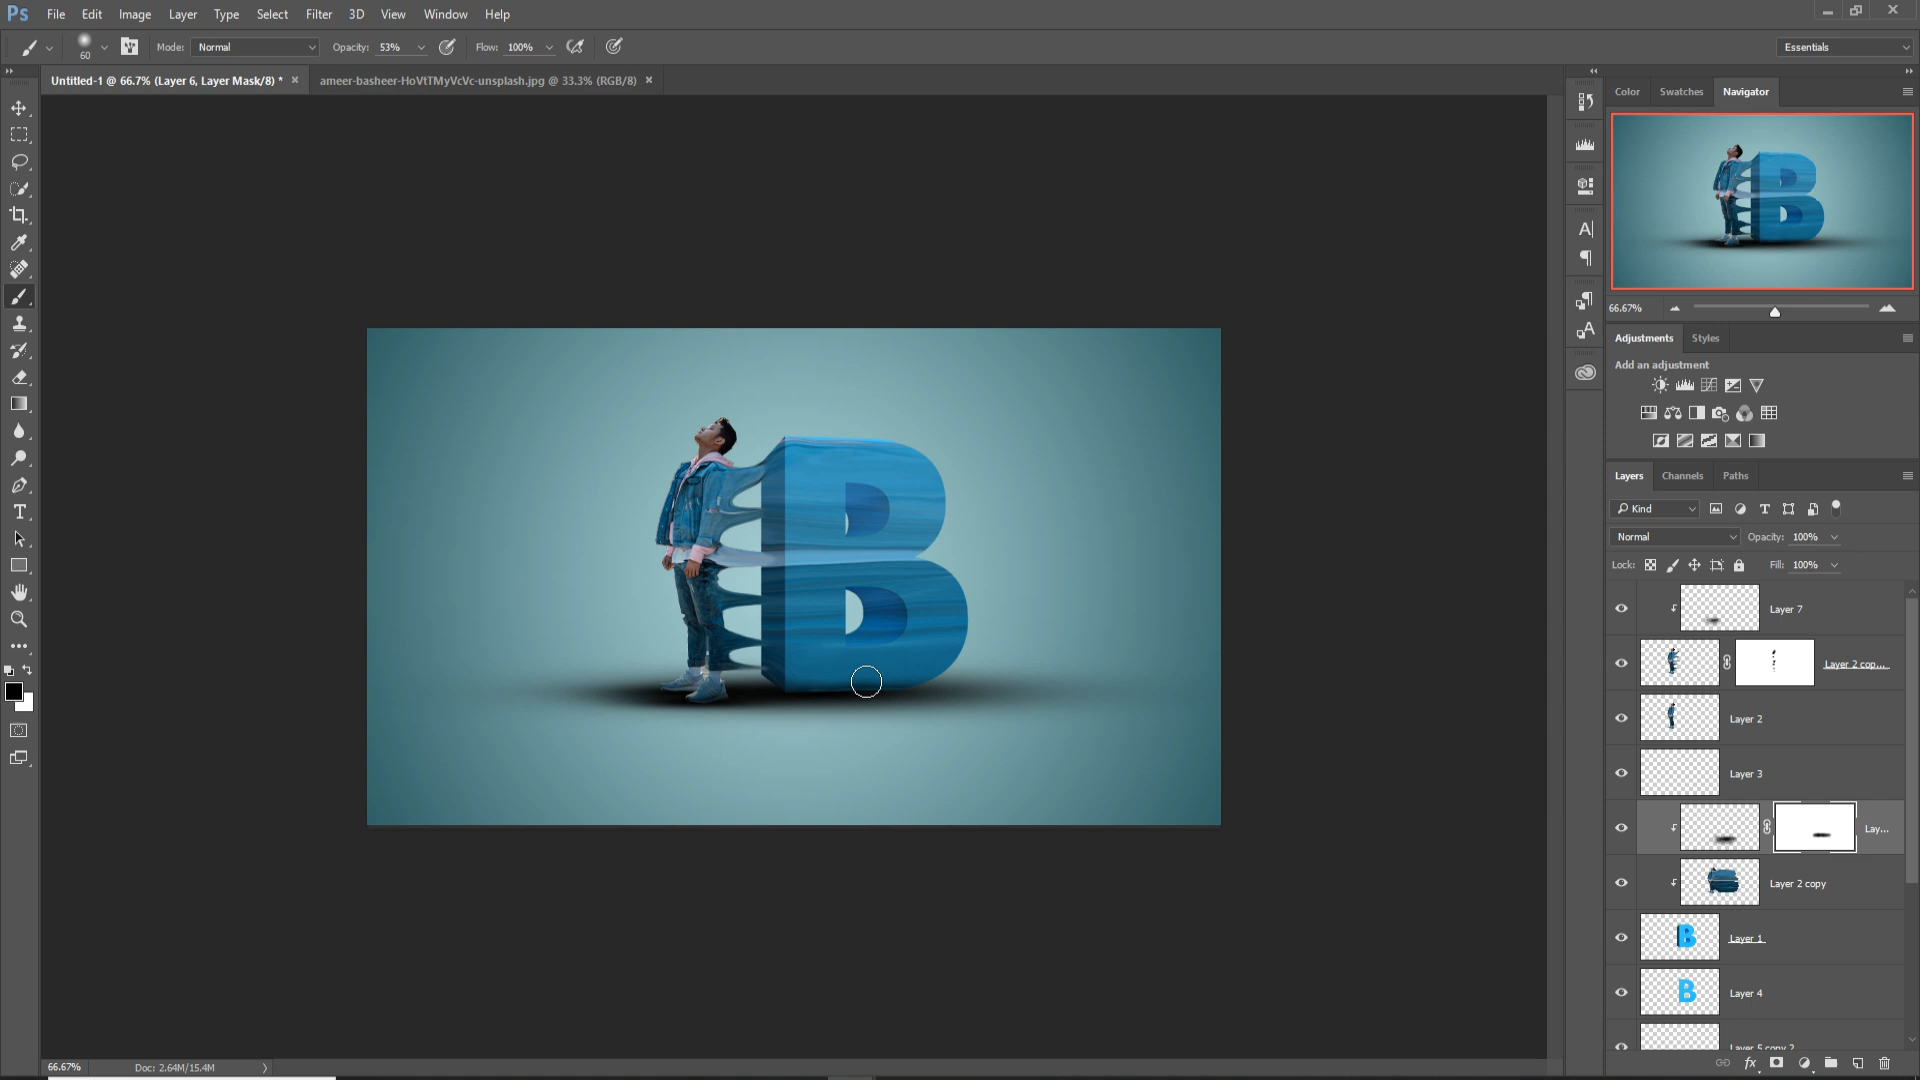 Ps File Edit Image Layer Type Select Filter 3D View Window Help
60 Mode: Normal Opacity: 53% Flow: 100% Essentials
Untitled-1 @ 66.7% (Layer 6, Layer Mask/8) * × ameer-basheer-HoVtTMyVcVc-unsplash.jpg @ 33.3% (RGB/8) ×
Color Swatches Navigator
B
66.67%
Adjustments Styles
Add an adjustment
Layers Channels Paths
Kind
Normal Opacity: 100%
Lock: Fill: 100%
Layer 7
Layer 2 cop...
Layer 2
Layer 3
Lay...
Layer 2 copy
B Layer 1
B Layer 4
Layer 5 copy 2
B
66.67% Doc: 2.64M/15.4M